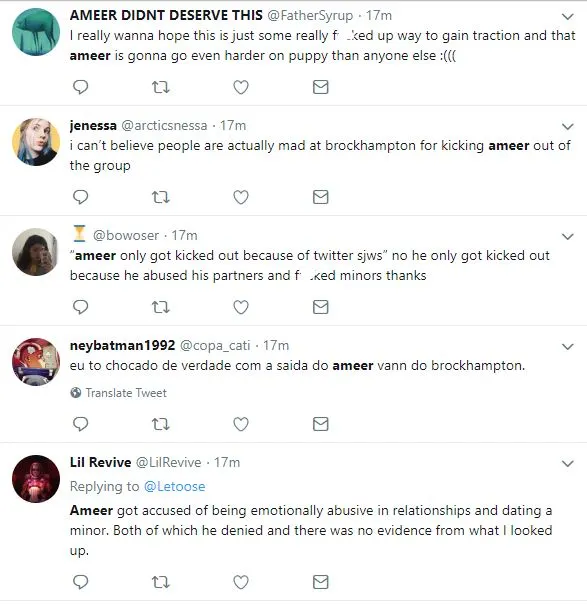 AMEER DIDNT DESERVE THIS @FatherSyrup · 17m
I really wanna hope this is just some really f ked up way to gain traction and that
ameer is gonna go even harder on puppy than anyone else :(((
jenessa @arcticsnessa · 17m
i can't believe people are actually mad at brockhampton for kicking ameer out of
the group
⏳ @bowoser · 17m
"ameer only got kicked out because of twitter sjws" no he only got kicked out
because he abused his partners and f ked minors thanks
neybatman1992 @copa_cati · 17m
eu to chocado de verdade com a saida do ameer vann do brockhampton.
Translate Tweet
Lil Revive @LilRevive · 17m
Replying to @Letoose
Ameer got accused of being emotionally abusive in relationships and dating a
minor. Both of which he denied and there was no evidence from what I looked
up.